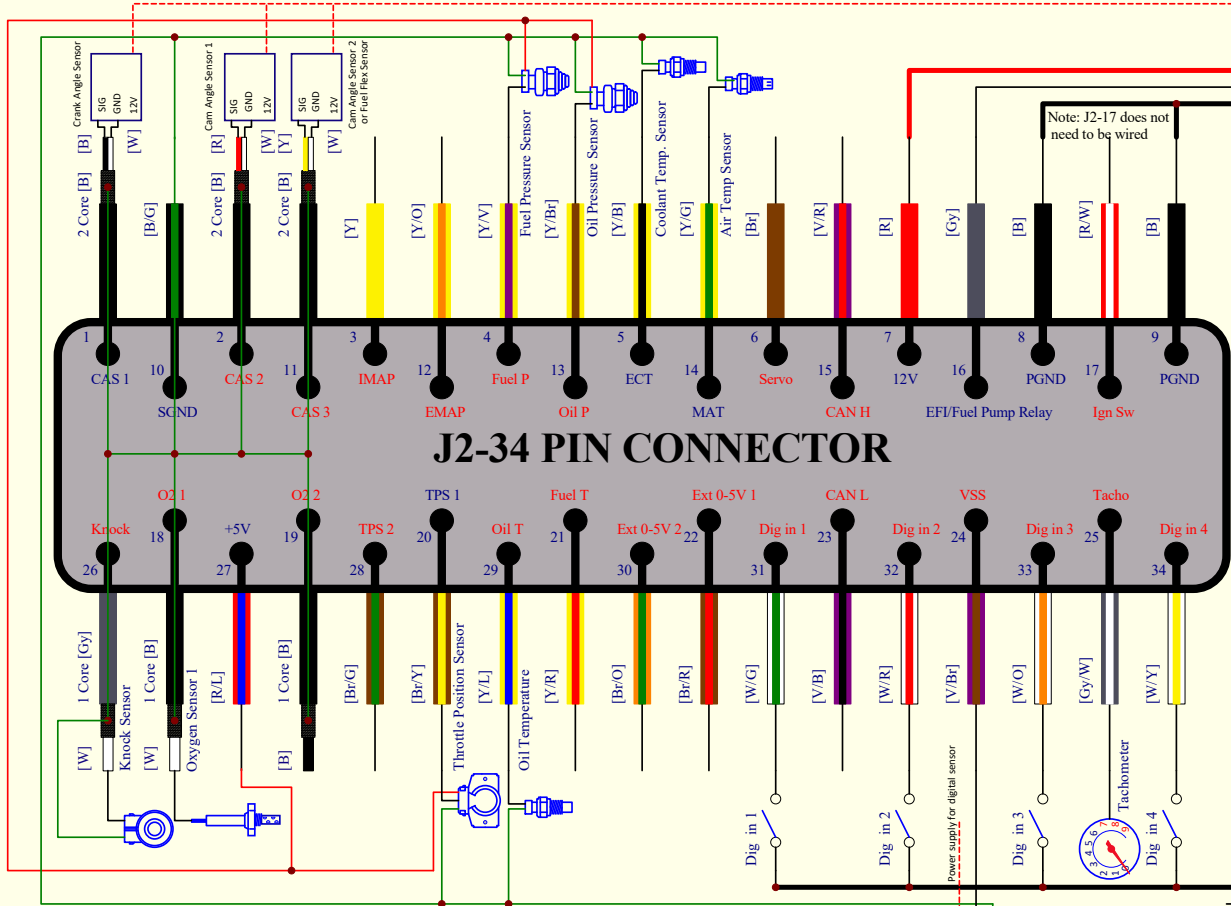 Crank Angle Sensor
SIG
GND
12V
Cam Angle Sensor 1
SIG
GND
12V
Cam Angle Sensor 2
or Fuel Flex Sensor
SIG
GND
12V
Note: J2-17 does not
need to be wired
2 Core [B]
[B]
[W]
[B/G]
2 Core [B]
[R]
[W]
2 Core [B]
[Y]
[W]
[Y]
[Y/O]
[Y/V]
Fuel Pressure Sensor
[Y/Br]
Oil Pressure Sensor
[Y/B]
Coolant Temp. Sensor
[Y/G]
Air Temp Sensor
[Br]
[V/R]
[R]
[Gy]
[B]
[R/W]
[B]
1
CAS 1
10
SGND
2
CAS 2
11
CAS 3
3
IMAP
12
EMAP
4
Fuel P
13
Oil P
5
ECT
14
MAT
6
Servo
15
CAN H
7
12V
16
EFI/Fuel Pump Relay
8
PGND
17
Ign Sw
9
PGND
J2-34 PIN CONNECTOR
Knock
26
O2 1
18
+5V
27
O2 2
19
TPS 2
28
TPS 1
20
Oil T
29
Fuel T
21
Ext 0-5V 2
30
Ext 0-5V 1
22
Dig in 1
31
CAN L
23
Dig in 2
32
VSS
24
Dig in 3
33
Tacho
25
Dig in 4
34
1 Core [Gy]
[W]
Knock Sensor
1 Core [B]
[W]
Oxygen Sensor 1
[R/L]
1 Core [B]
[B]
[Br/G]
[Br/Y]
Throttle Position Sensor
[Y/L]
Oil Temperature
[Y/R]
[Br/O]
[Br/R]
[W/G]
[V/B]
[W/R]
[V/Br]
[W/O]
[Gy/W]
[W/Y]
Dig in 1
Dig in 2
Power supply for digital sensor
Dig in 3
Tachometer
0 1 2 3 4 5 6 7 8 9
Dig in 4